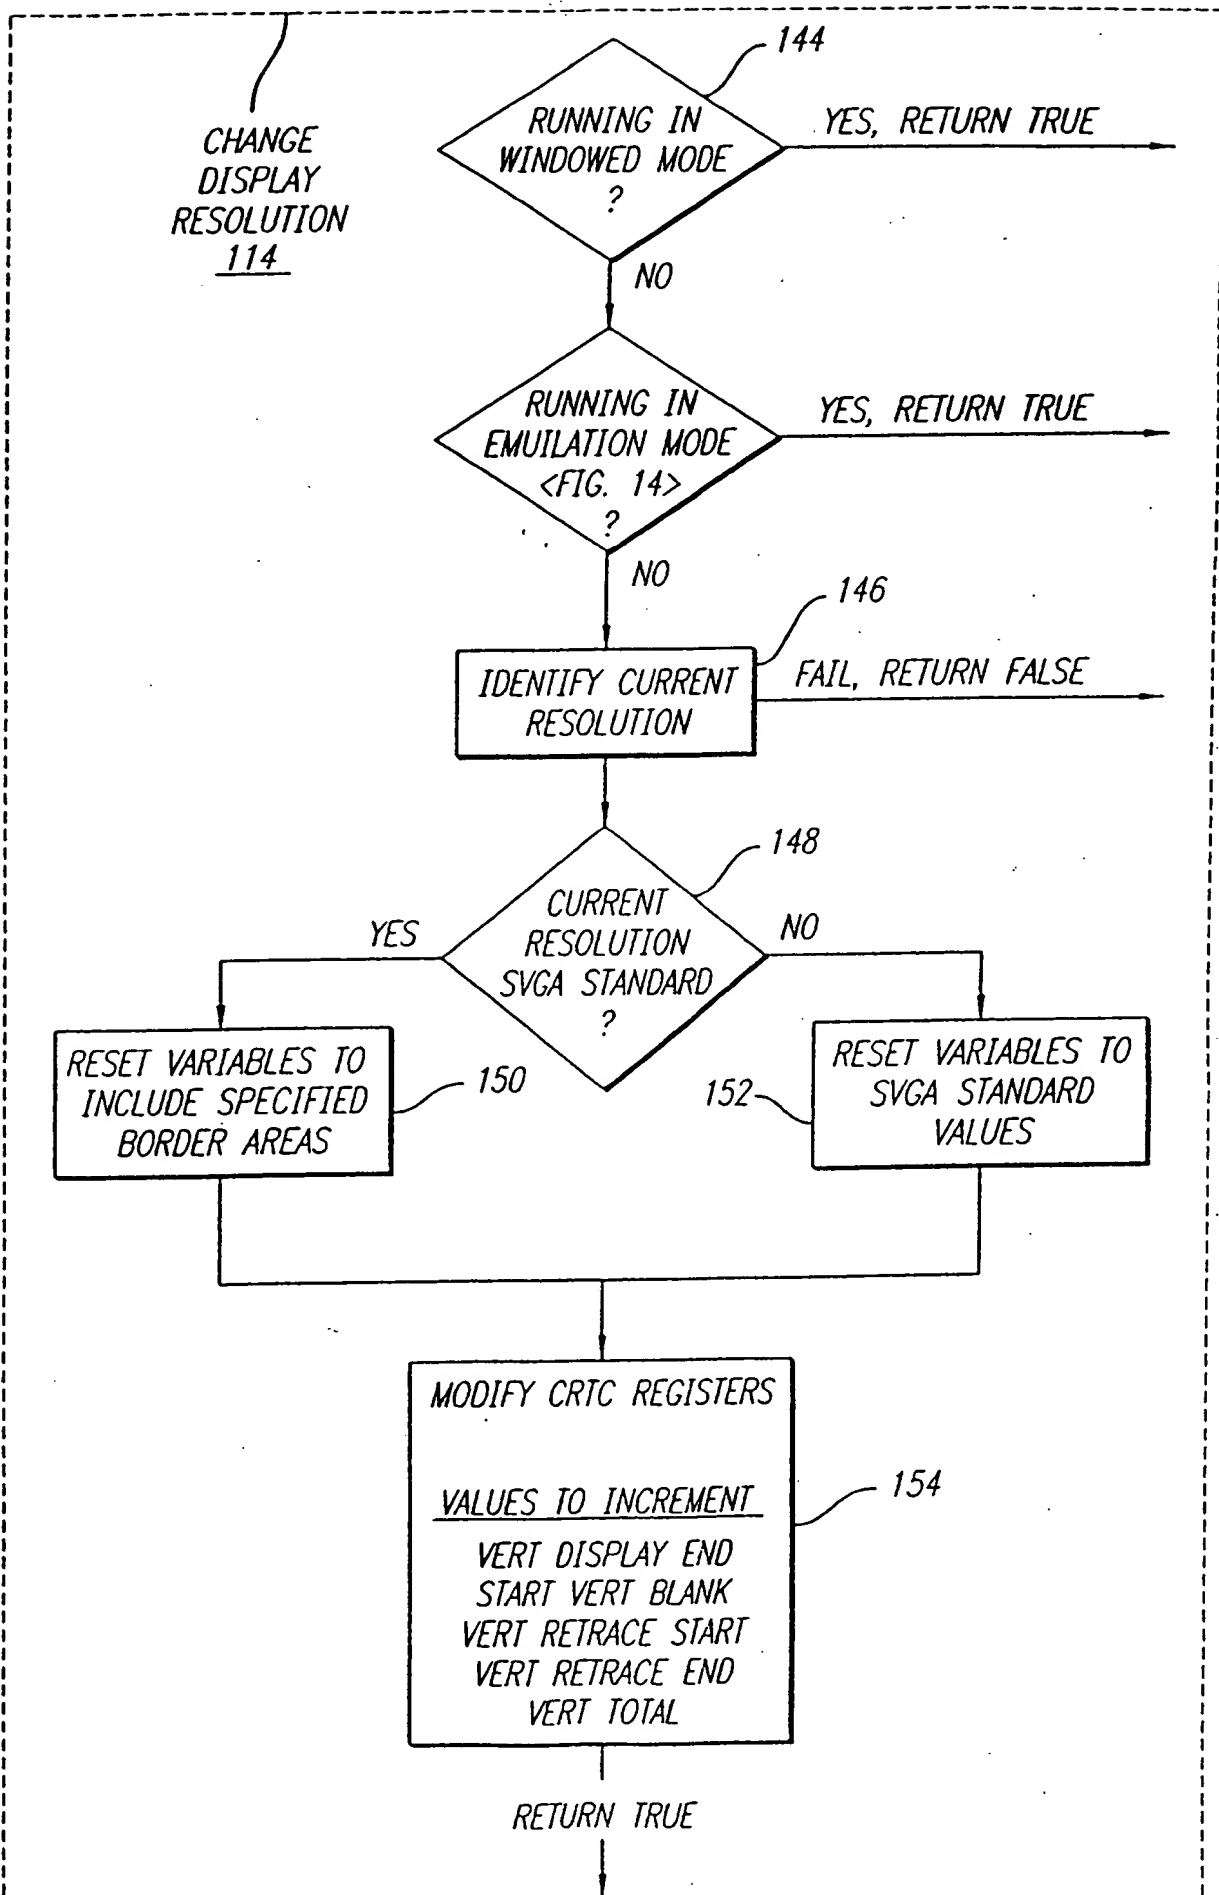 144
RUNNING IN
WINDOWED MODE
?
YES, RETURN TRUE
CHANGE
DISPLAY
RESOLUTION
114
NO
RUNNING IN
EMUILATION MODE
<FIG. 14>
?
YES, RETURN TRUE
NO
146
IDENTIFY CURRENT
RESOLUTION
FAIL, RETURN FALSE
148
CURRENT
RESOLUTION
SVGA STANDARD
?
YES
NO
RESET VARIABLES TO
INCLUDE SPECIFIED
BORDER AREAS
150
152
RESET VARIABLES TO
SVGA STANDARD
VALUES
MODIFY CRTC REGISTERS
VALUES TO INCREMENT
VERT DISPLAY END
START VERT BLANK
VERT RETRACE START
VERT RETRACE END
VERT TOTAL
154
RETURN TRUE